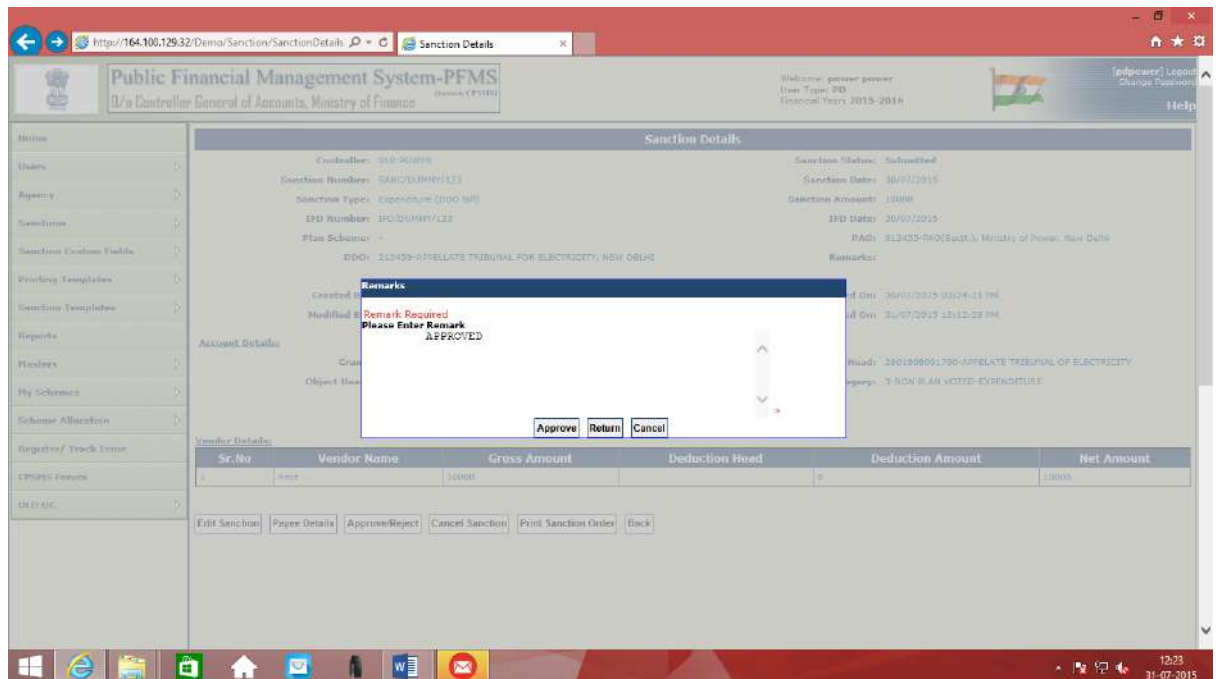 http://164.100.129.32/Demo/Sanction/SanctionDetails
Sanction Details
Public Financial Management System-PFMS
O/o Controller General of Accounts, Ministry of Finance
Welcome: power power
User Type: PD
Financial Year: 2015-2016
[pdpower] Logout
Change Password
Help
Home
Users
Agency
Sanctions
Sanction Custom Fields
Printing Templates
Sanction Templates
Reports
Masters
My Schemes
Scheme Allocation
Register/ Track Issue
CPSMS Forum
OLD UC
Sanction Details
Controller:
Sanction Status: Submitted
Sanction Number: SANC/DUMMY/123
Sanction Date: 30/07/2015
Sanction Type: Expenditure (DDO Bill)
Sanction Amount: 10000
IFD Number: IFD/DUMMY/123
IFD Date: 30/07/2015
Plan Scheme: -
PAO: 013455-PAO(Sectt.), Ministry of Power, New Delhi
DDO: 213459-APPELLATE TRIBUNAL FOR ELECTRICITY, NEW DELHI
Remarks:
Created
Modified
Account Details:
Object Head
Remarks
Remark Required
Please Enter Remark
APPROVED
Approve Return Cancel
Vendor Details:
Sr.No Vendor Name Gross Amount Deduction Head Deduction Amount Net Amount
1 Amit 10000 0 10000
Edit Sanction Payee Details Approve/Reject Cancel Sanction Print Sanction Order Back
12:23
31-07-2015